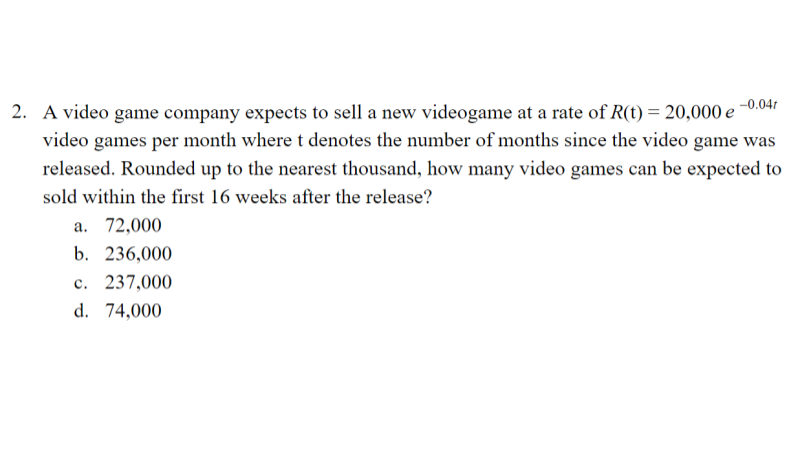 2. A video game company expects to sell a new videogame at a rate of R(t) = 20,000 e ⁻⁰·⁰⁴ᵗ
video games per month where t denotes the number of months since the video game was
released. Rounded up to the nearest thousand, how many video games can be expected to
sold within the first 16 weeks after the release?
a. 72,000
b. 236,000
c. 237,000
d. 74,000